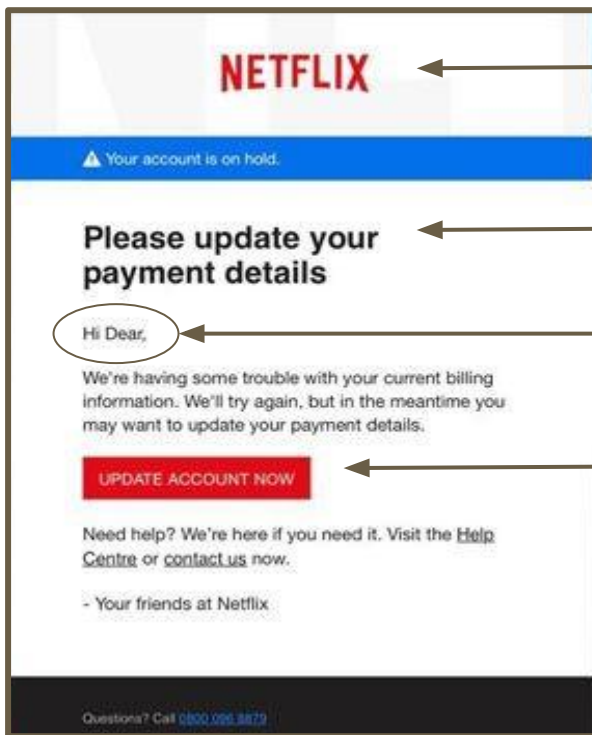 NETFLIX
Your account is on hold.
Please update your
payment details
Hi Dear,
We're having some trouble with your current billing
information. We'll try again, but in the meantime you
may want to update your payment details.
UPDATE ACCOUNT NOW
Need help? We're here if you need it. Visit the Help
Centre or contact us now.
- Your friends at Netflix
Questions? Call